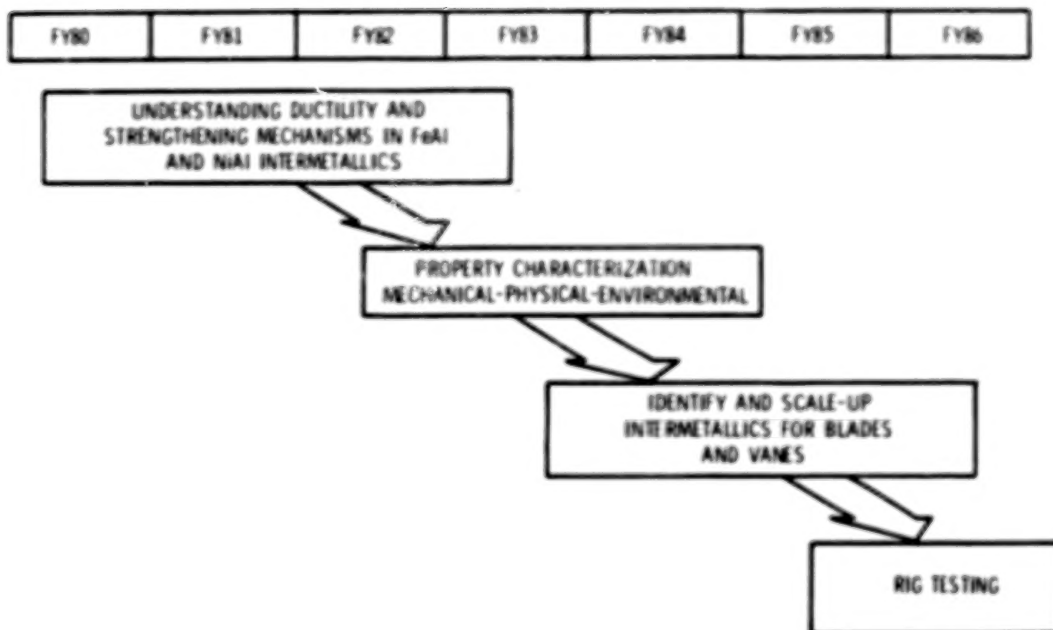 FY80 FY81 FY82 FY83 FY84 FY85 FY86
UNDERSTANDING DUCTILITY AND
STRENGTHENING MECHANISMS IN FeAl
AND NiAl INTERMETALLICS
PROPERTY CHARACTERIZATION
MECHANICAL-PHYSICAL-ENVIRONMENTAL
IDENTIFY AND SCALE-UP
INTERMETALLICS FOR BLADES
AND VANES
RIG TESTING